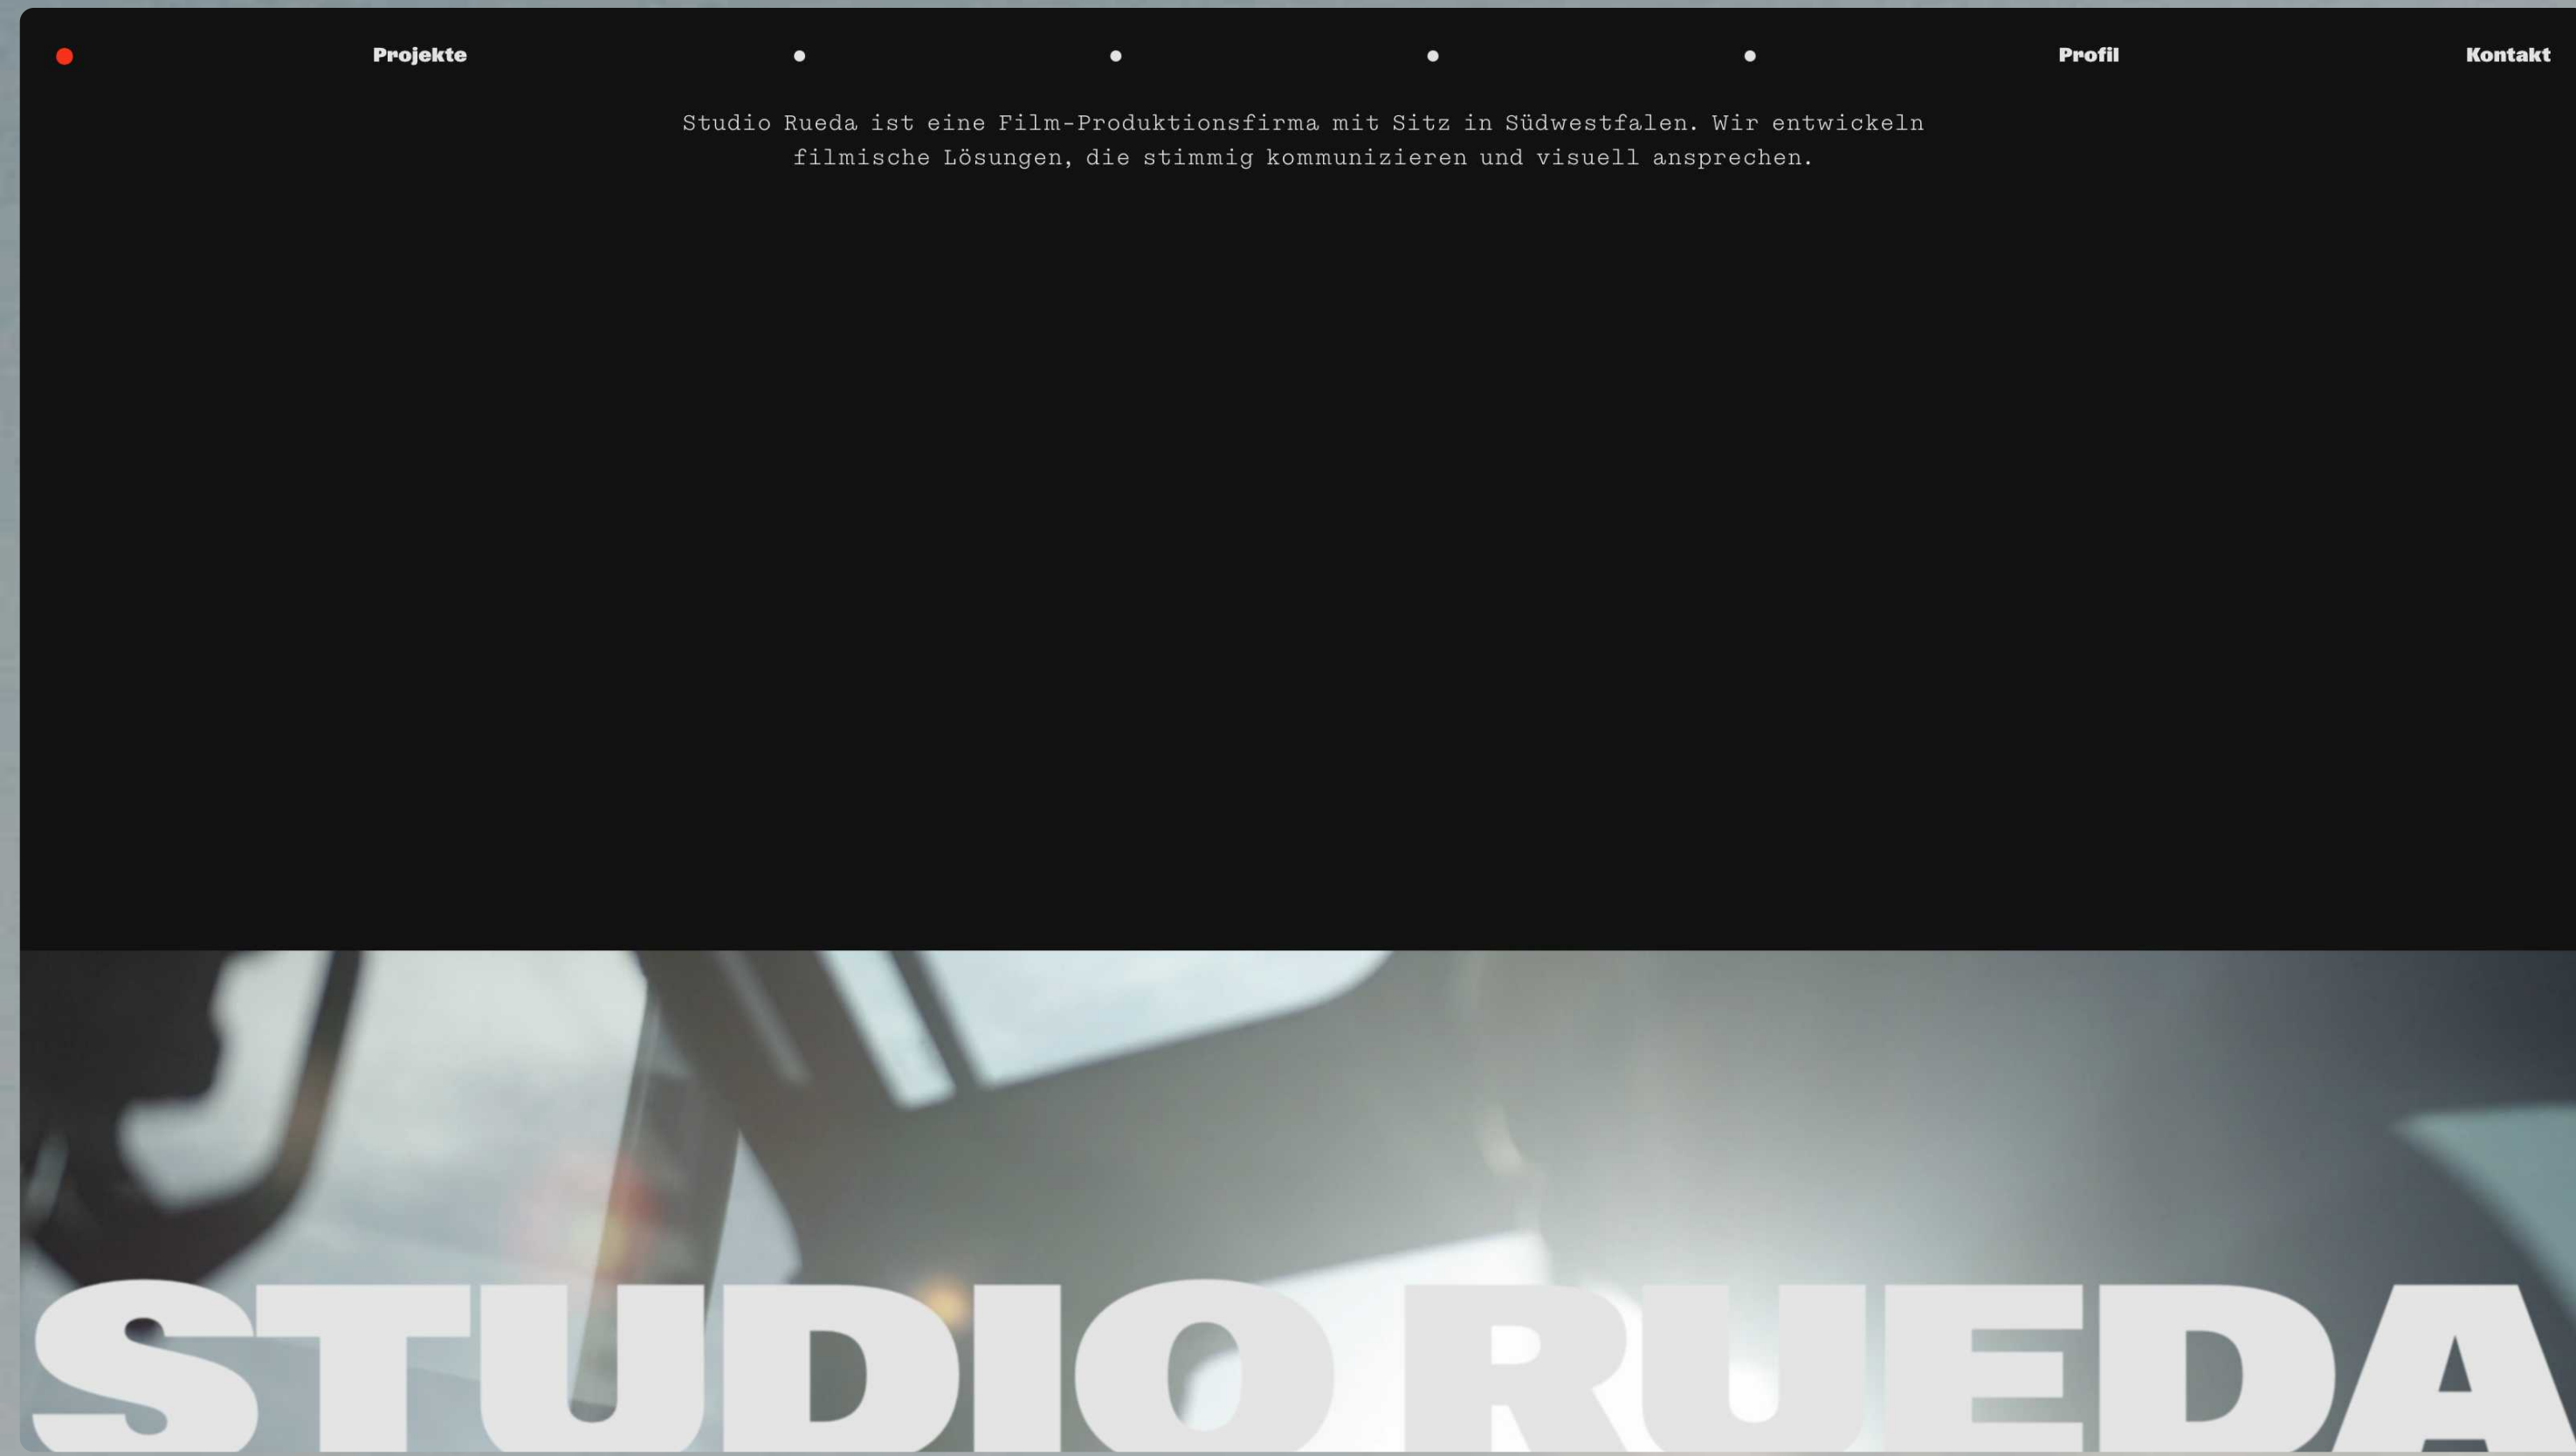 Projekte
Profil
Kontakt
Studio Rueda ist eine Film-Produktionsfirma mit Sitz in Südwestfalen. Wir entwickeln
filmische Lösungen, die stimmig kommunizieren und visuell ansprechen.
STUDIO RUEDA